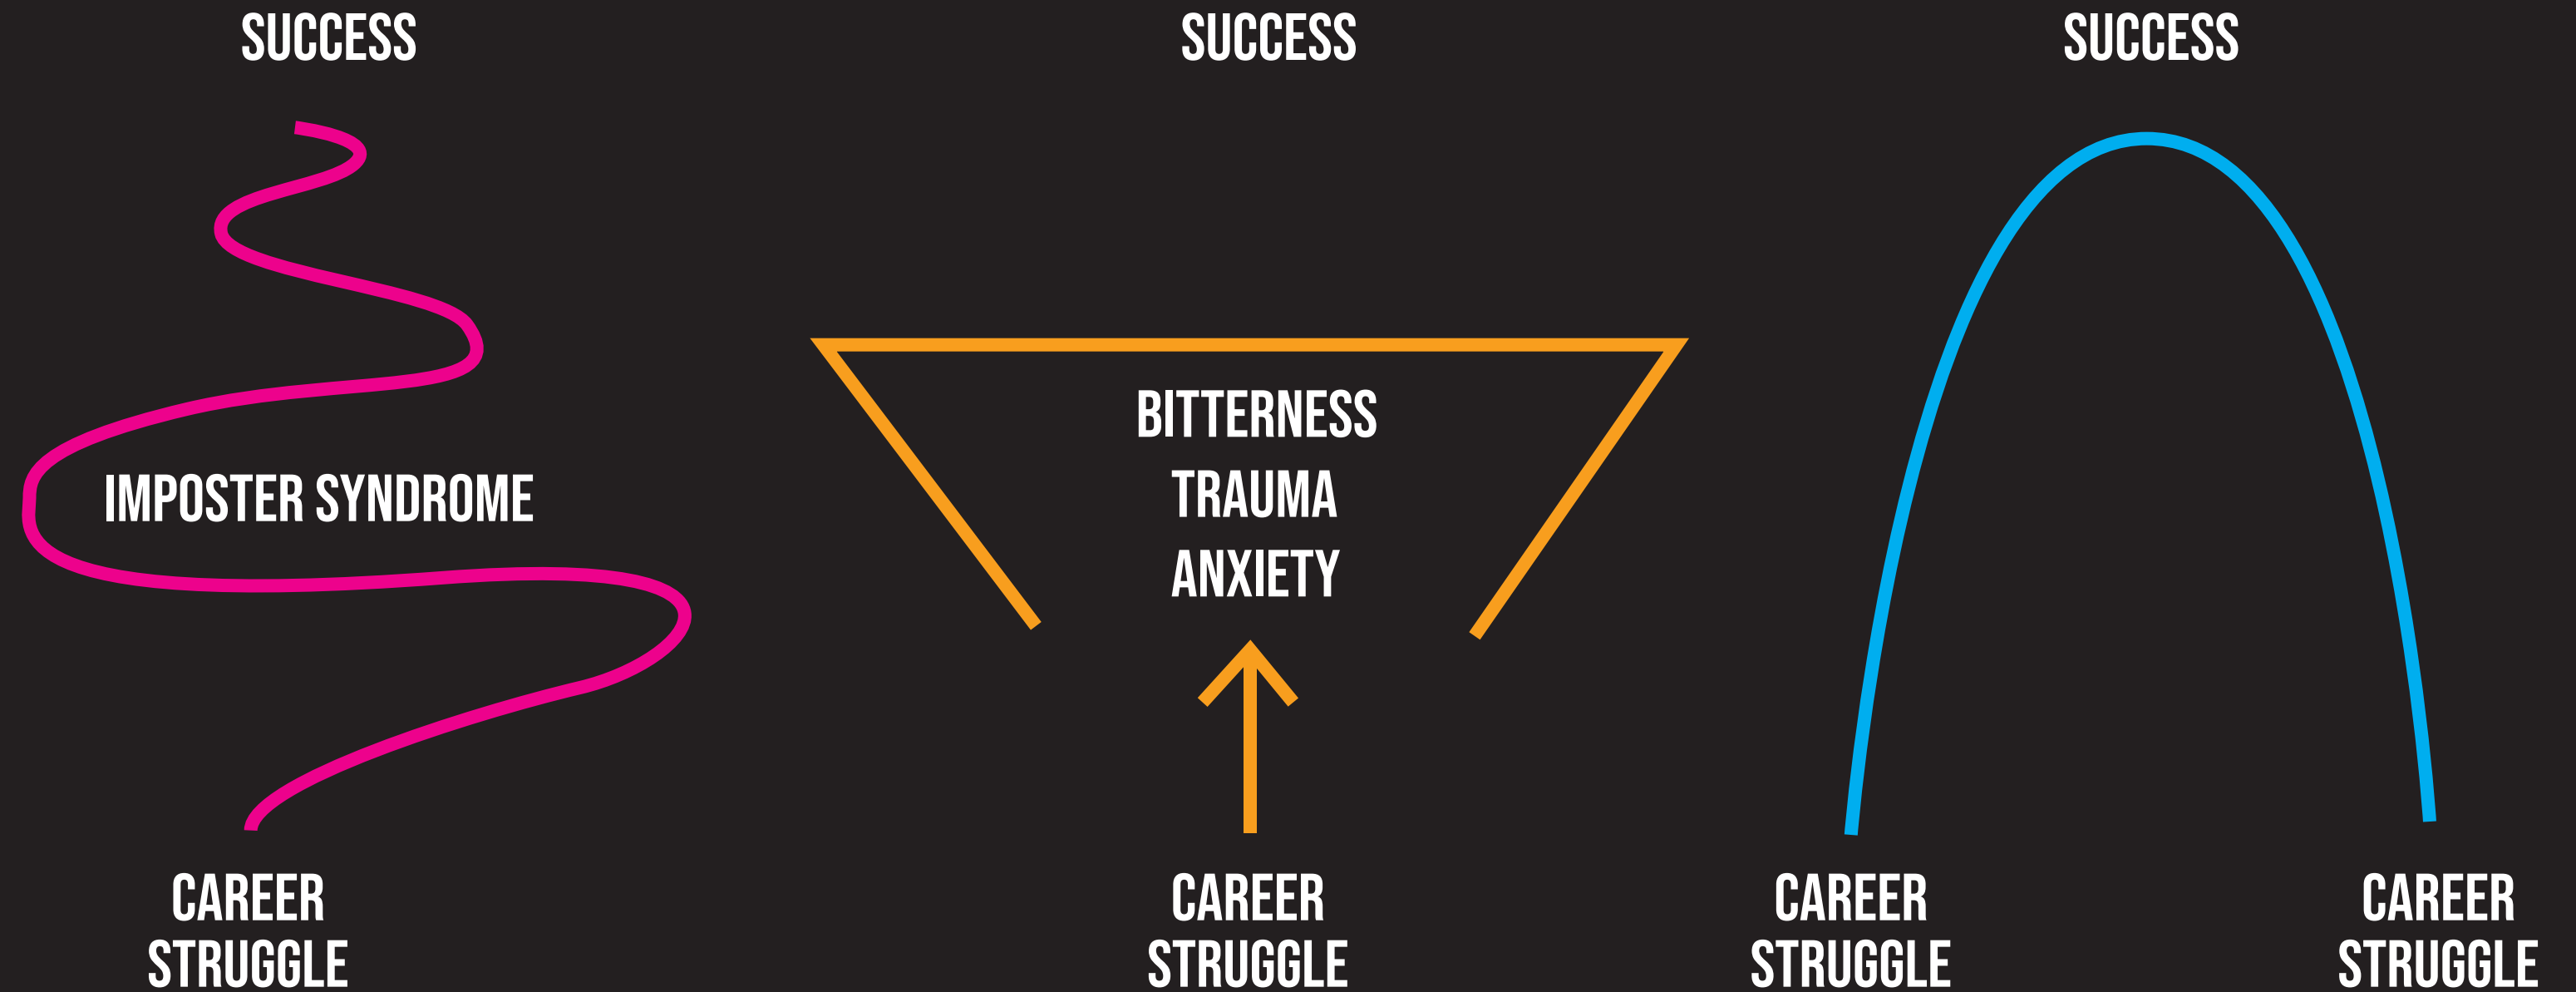 SUCCESS
IMPOSTER SYNDROME
CAREER
STRUGGLE
SUCCESS
BITTERNESS
TRAUMA
ANXIETY
CAREER
STRUGGLE
SUCCESS
CAREER
STRUGGLE
CAREER
STRUGGLE